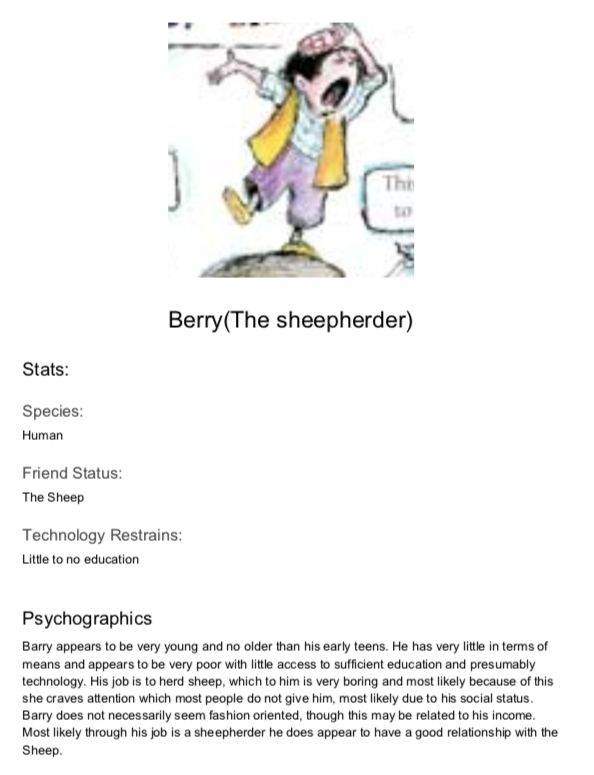 Thi
to
Berry(The sheepherder)
Stats:
Species:
Human
Friend Status:
The Sheep
Technology Restrains:
Little to no education
Psychographics
Barry appears to be very young and no older than his early teens. He has very little in terms of
means and appears to be very poor with little access to sufficient education and presumably
technology. His job is to herd sheep, which to him is very boring and most likely because of this
she craves attention which most people do not give him, most likely due to his social status.
Barry does not necessarily seem fashion oriented, though this may be related to his income.
Most likely through his job is a sheepherder he does appear to have a good relationship with the
Sheep.